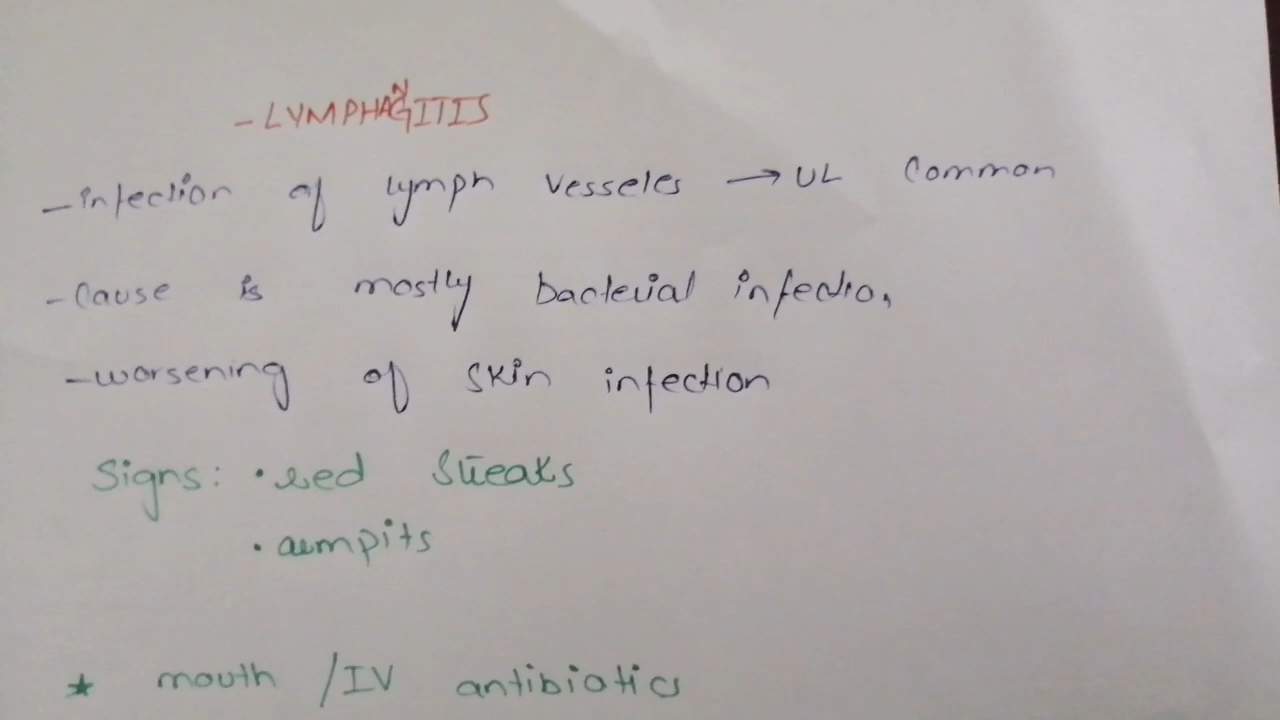 - LYMPHANGITIS
- infection of lymph vesseles → UL Common
- Cause is mostly bacterial infectio,
- worsening of skin infection
Signs: • red streaks
• armpits
★ mouth / IV antibiotics